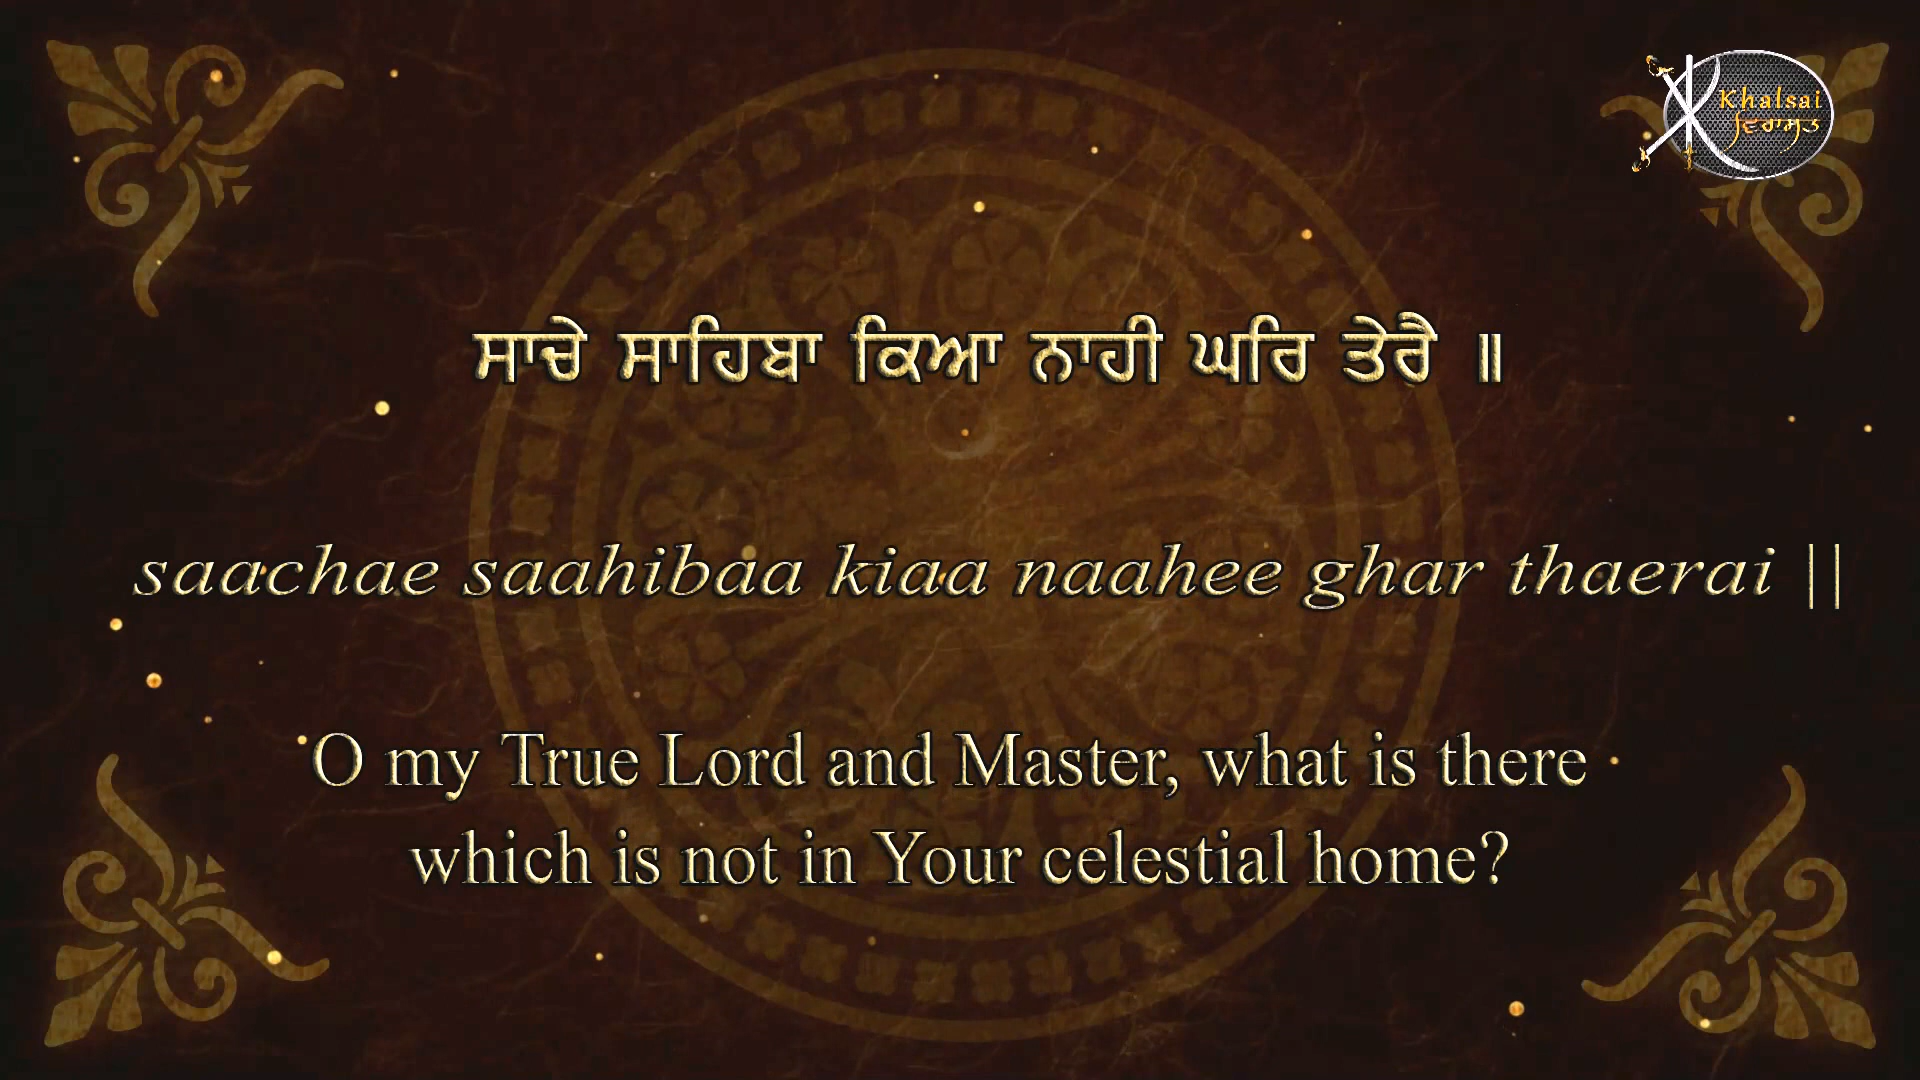 Khalsai
ਵਿਰਾਸਤ
ਸਾਚੇ ਸਾਹਿਬਾ ਕਿਆ ਨਾਹੀ ਘਰਿ ਤੇਰੈ ॥
saachae saahibaa kiaa naahee ghar thaerai ||
O my True Lord and Master, what is there
which is not in Your celestial home?